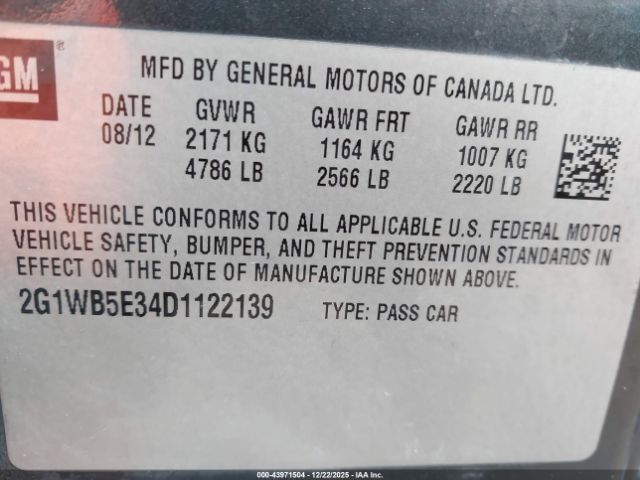 GM®
MFD BY GENERAL MOTORS OF CANADA LTD.
DATE GVWR GAWR FRT GAWR RR
08/12 2171 KG 1164 KG 1007 KG
4786 LB 2566 LB 2220 LB
THIS VEHICLE CONFORMS TO ALL APPLICABLE U.S. FEDERAL MOTOR
VEHICLE SAFETY, BUMPER, AND THEFT PREVENTION STANDARDS IN
EFFECT ON THE DATE OF MANUFACTURE SHOWN ABOVE.
2G1WB5E34D1122139 TYPE: PASS CAR
000-43971504 - 12/22/2025 - IAA Inc.